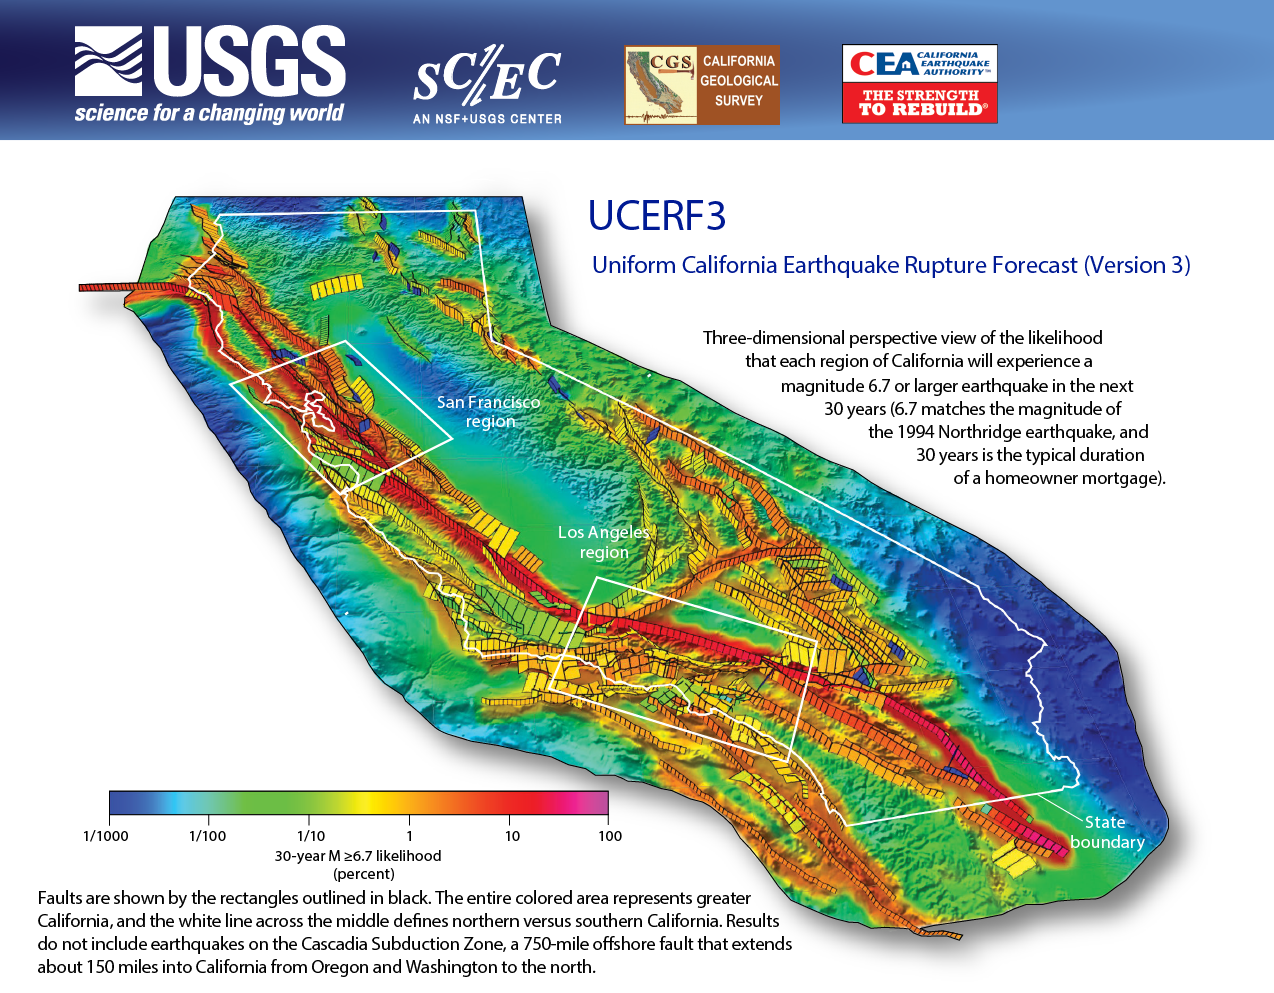 USGS
science for a changing world
SC/EC
AN NSF+USGS CENTER
CGS
CALIFORNIA
GEOLOGICAL
SURVEY
CEA
CALIFORNIA
EARTHQUAKE
AUTHORITY™
THE STRENGTH
TO REBUILD®
UCERF3
Uniform California Earthquake Rupture Forecast (Version 3)
Three-dimensional perspective view of the likelihood
that each region of California will experience a
magnitude 6.7 or larger earthquake in the next
30 years (6.7 matches the magnitude of
the 1994 Northridge earthquake, and
30 years is the typical duration
of a homeowner mortgage).
San Francisco
region
Los Angeles
region
State
boundary
1/1000 1/100 1/10 1 10 100
30-year M ≥6.7 likelihood
(percent)
Faults are shown by the rectangles outlined in black. The entire colored area represents greater
California, and the white line across the middle defines northern versus southern California. Results
do not include earthquakes on the Cascadia Subduction Zone, a 750-mile offshore fault that extends
about 150 miles into California from Oregon and Washington to the north.